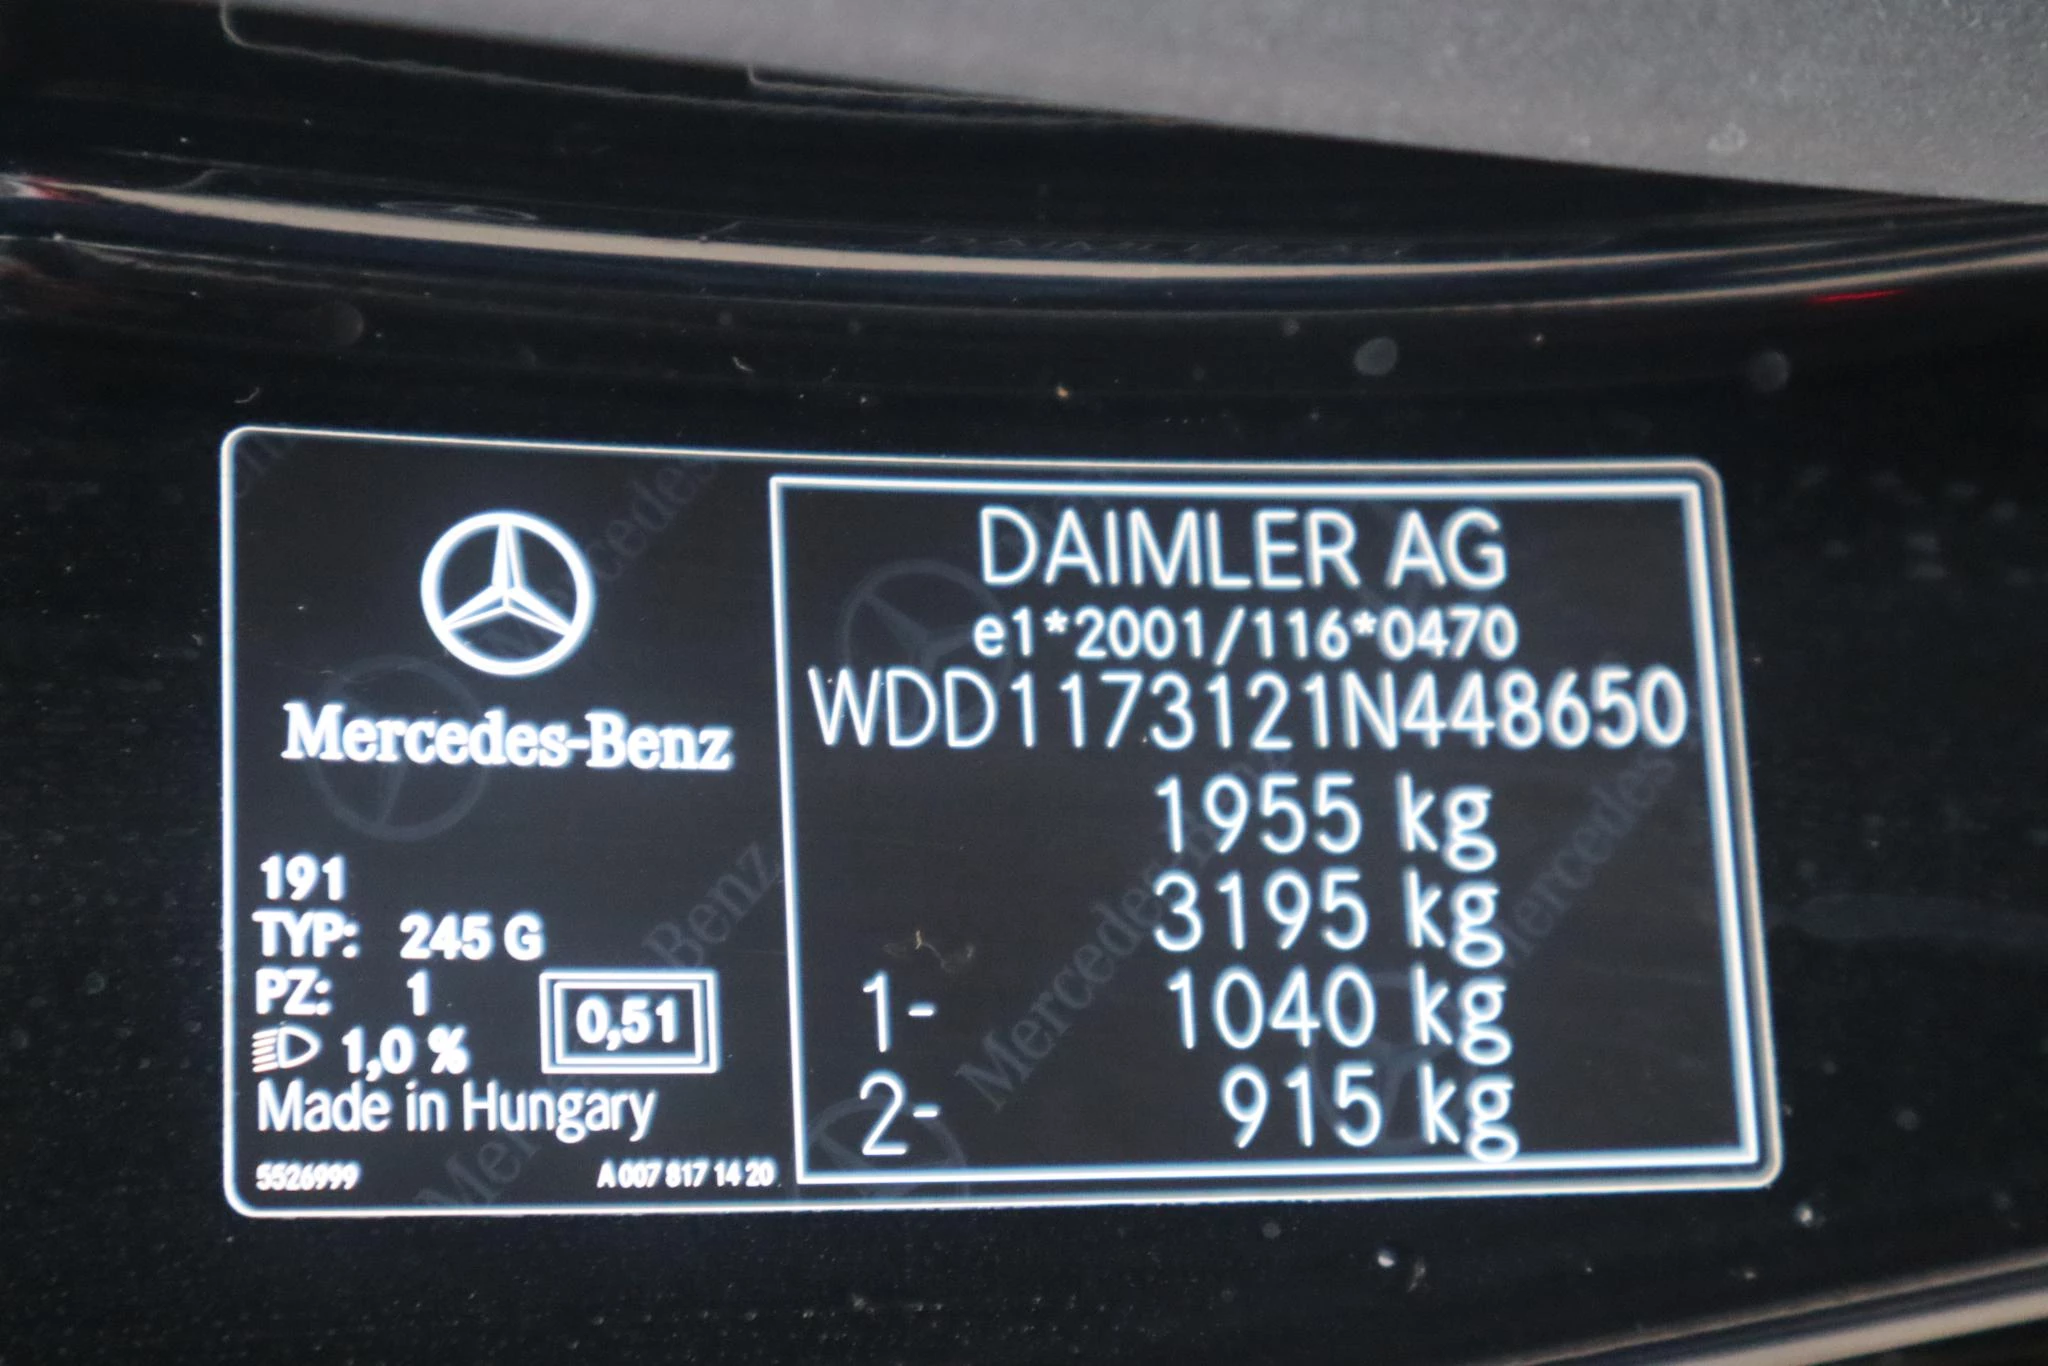 Mercedes-Benz
191
TYP: 245 G
PZ: 1
1,0 %
0,51
Made in Hungary
5526999 A 007 817 14 20
DAIMLER AG
e1*2001/116*0470
WDD1173121N448650
1955 kg
3195 kg
1- 1040 kg
2- 915 kg